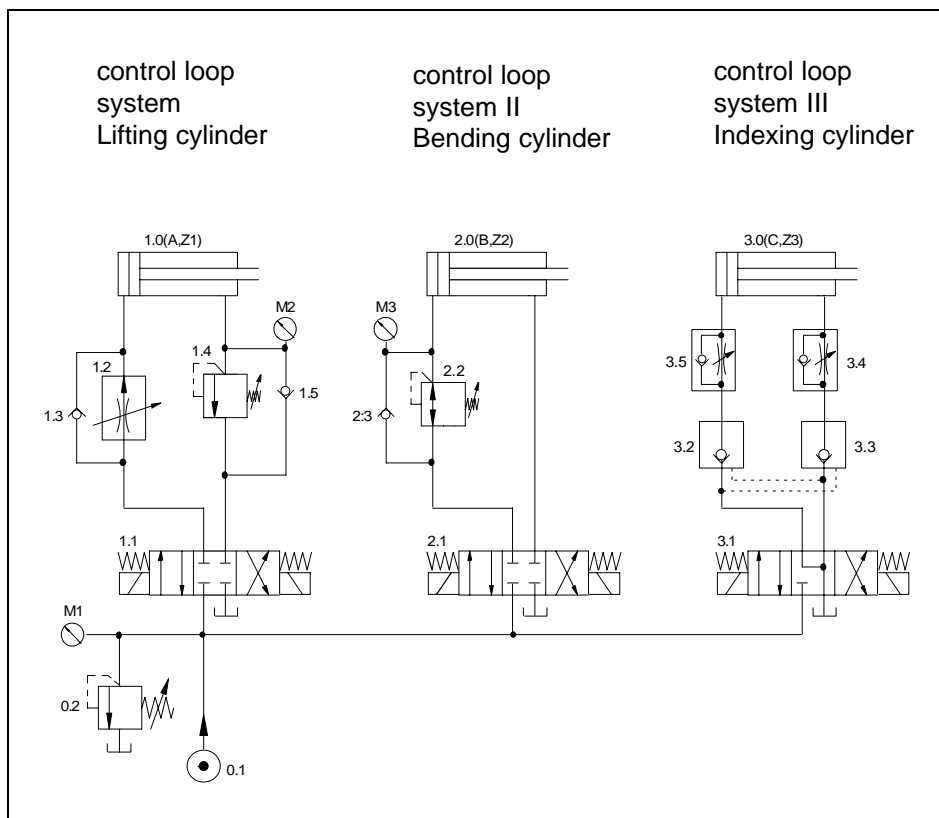 control loop
system
Lifting cylinder
control loop
system II
Bending cylinder
control loop
system III
Indexing cylinder
1.0(A,Z1)
2.0(B,Z2)
3.0(C,Z3)
M2
M3
1.4
1.2
1.5
1.3
2.2
2:3
3.5
3.4
3.2
3.3
1.1
2.1
3.1
M1
0.2
0.1